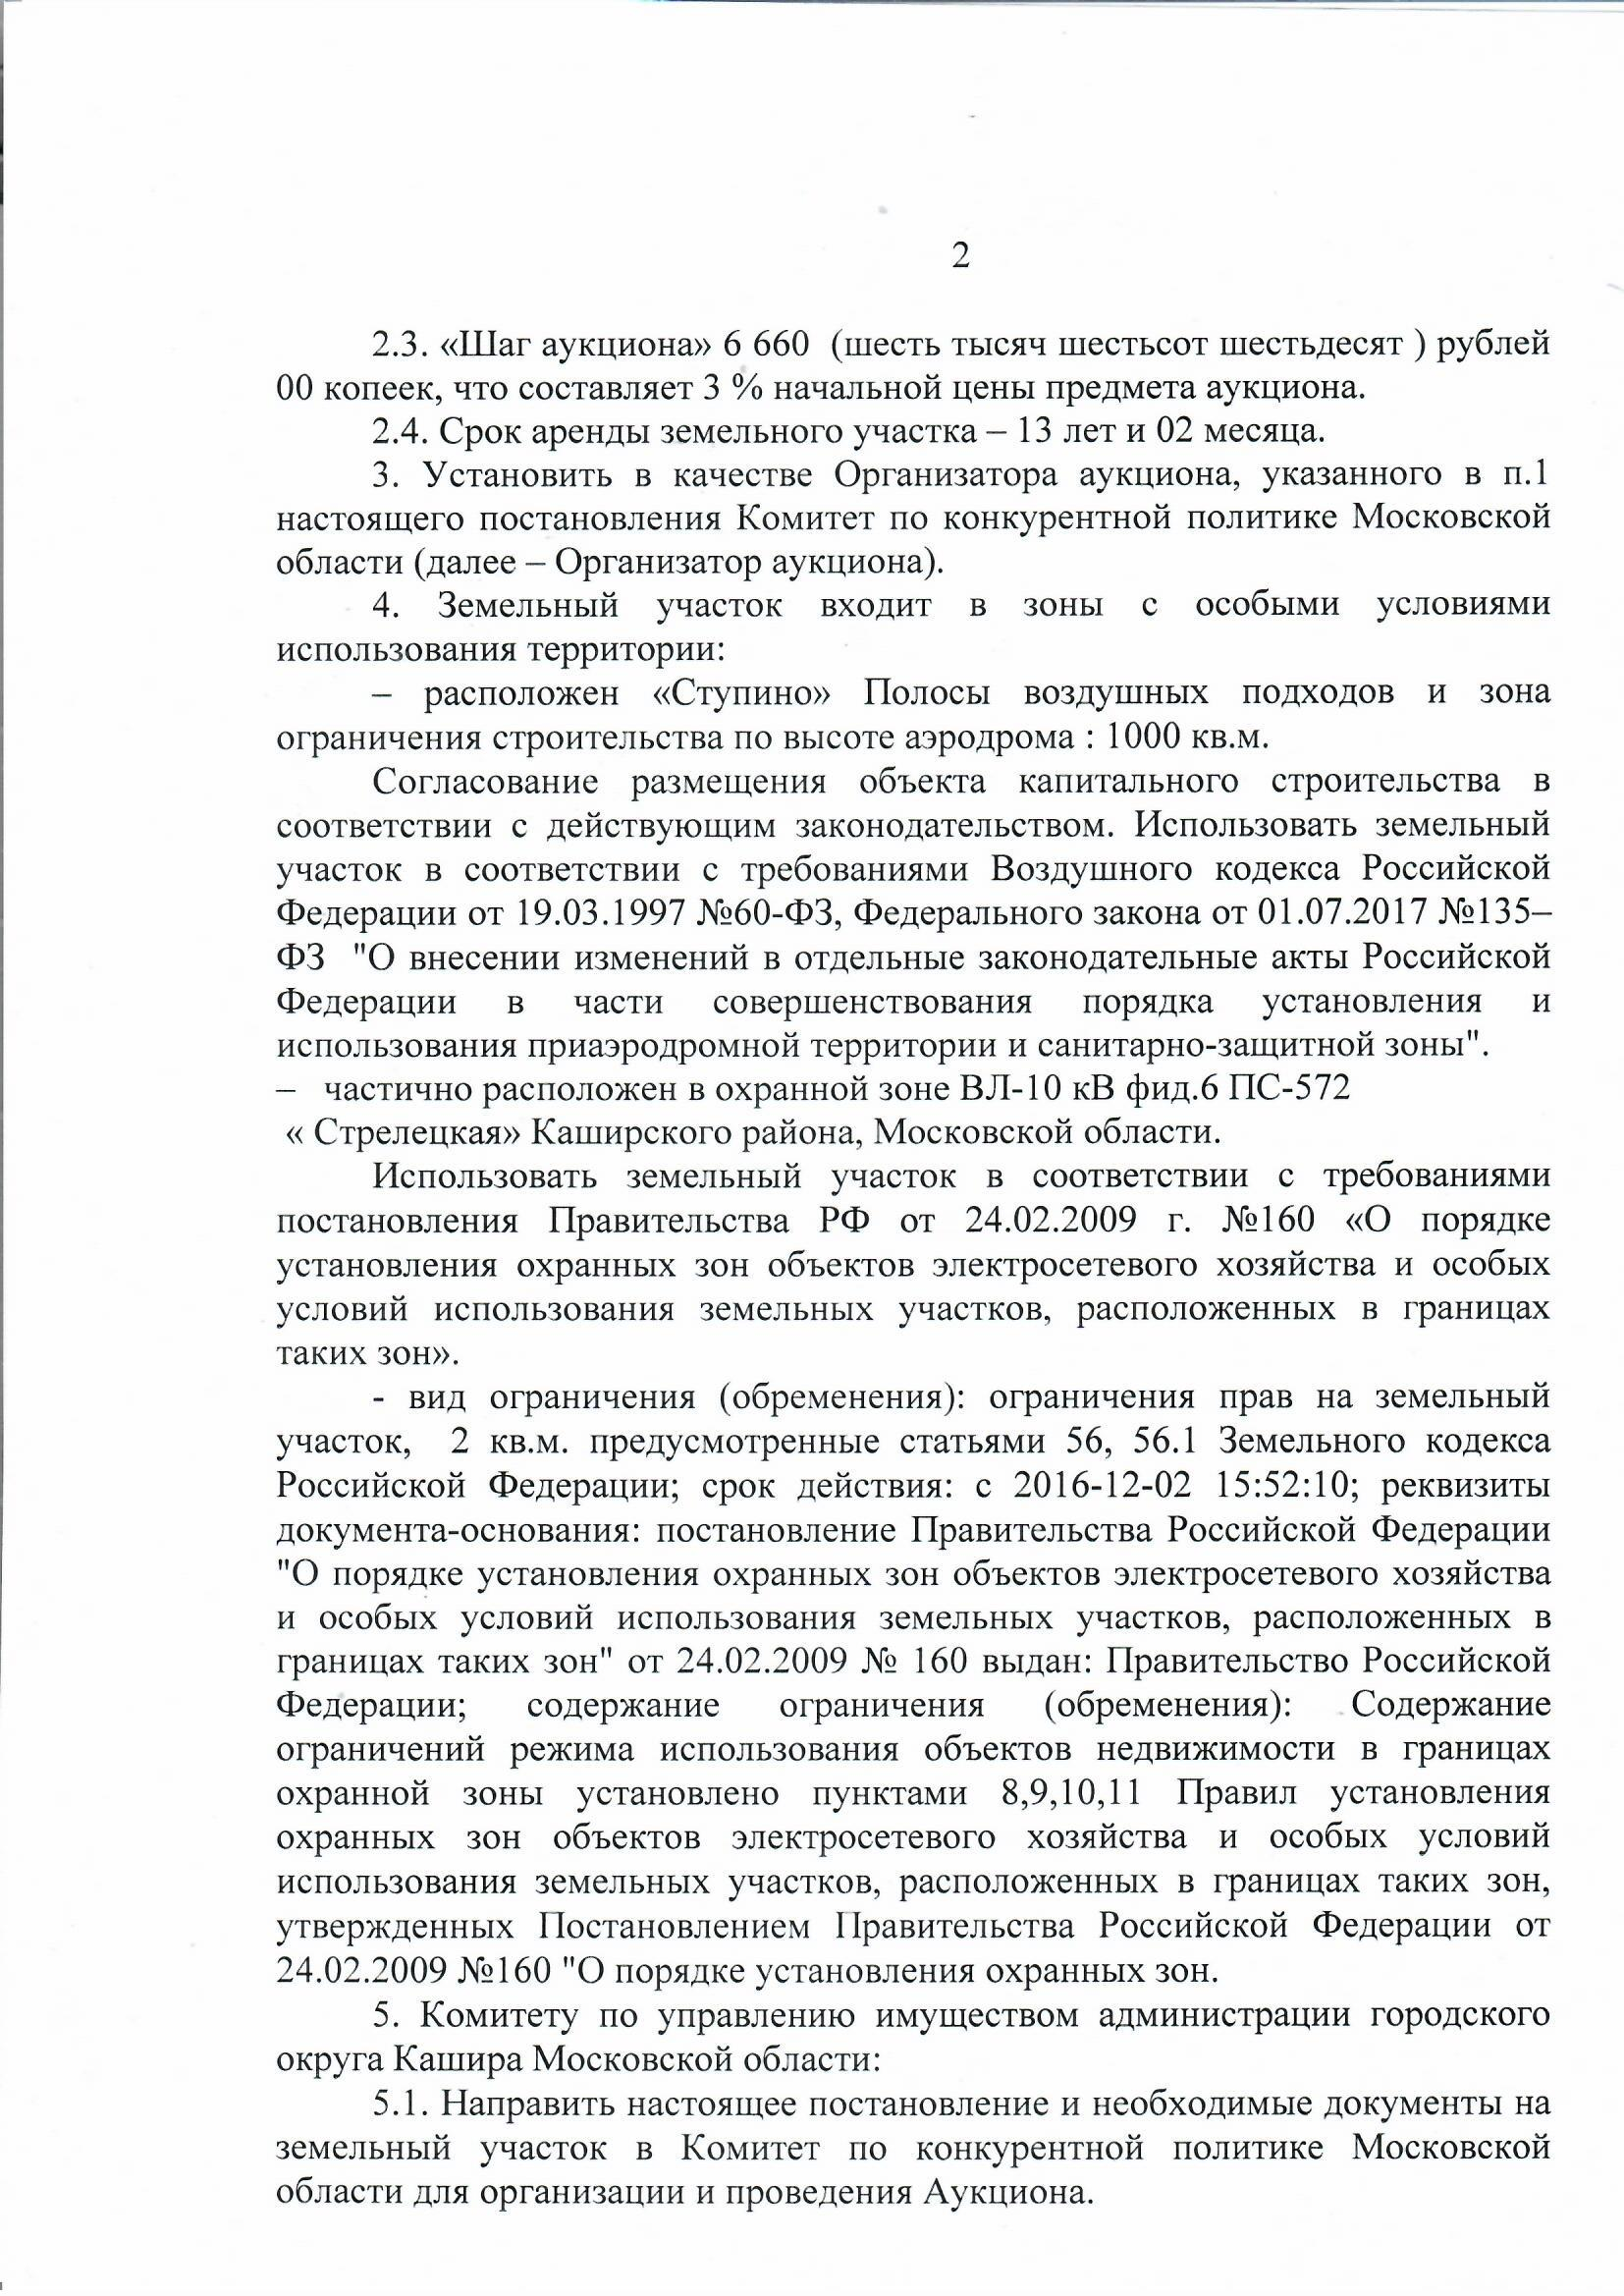 2
2.3. «Шаг аукциона» 6 660 (шесть тысяч шестьсот шестьдесят ) рублей
00 копеек, что составляет 3 % начальной цены предмета аукциона.
2.4. Срок аренды земельного участка – 13 лет и 02 месяца.
3. Установить в качестве Организатора аукциона, указанного в п.1
настоящего постановления Комитет по конкурентной политике Московской
области (далее – Организатор аукциона).
4. Земельный участок входит в зоны с особыми условиями
использования территории:
– расположен «Ступино» Полосы воздушных подходов и зона
ограничения строительства по высоте аэродрома : 1000 кв.м.
Согласование размещения объекта капитального строительства в
соответствии с действующим законодательством. Использовать земельный
участок в соответствии с требованиями Воздушного кодекса Российской
Федерации от 19.03.1997 №60-ФЗ, Федерального закона от 01.07.2017 №135–
ФЗ "О внесении изменений в отдельные законодательные акты Российской
Федерации в части совершенствования порядка установления и
использования приаэродромной территории и санитарно-защитной зоны".
– частично расположен в охранной зоне ВЛ-10 кВ фид.6 ПС-572
« Стрелецкая» Каширского района, Московской области.
Использовать земельный участок в соответствии с требованиями
постановления Правительства РФ от 24.02.2009 г. №160 «О порядке
установления охранных зон объектов электросетевого хозяйства и особых
условий использования земельных участков, расположенных в границах
таких зон».
- вид ограничения (обременения): ограничения прав на земельный
участок, 2 кв.м. предусмотренные статьями 56, 56.1 Земельного кодекса
Российской Федерации; срок действия: с 2016-12-02 15:52:10; реквизиты
документа-основания: постановление Правительства Российской Федерации
"О порядке установления охранных зон объектов электросетевого хозяйства
и особых условий использования земельных участков, расположенных в
границах таких зон" от 24.02.2009 № 160 выдан: Правительство Российской
Федерации; содержание ограничения (обременения): Содержание
ограничений режима использования объектов недвижимости в границах
охранной зоны установлено пунктами 8,9,10,11 Правил установления
охранных зон объектов электросетевого хозяйства и особых условий
использования земельных участков, расположенных в границах таких зон,
утвержденных Постановлением Правительства Российской Федерации от
24.02.2009 №160 "О порядке установления охранных зон.
5. Комитету по управлению имуществом администрации городского
округа Кашира Московской области:
5.1. Направить настоящее постановление и необходимые документы на
земельный участок в Комитет по конкурентной политике Московской
области для организации и проведения Аукциона.